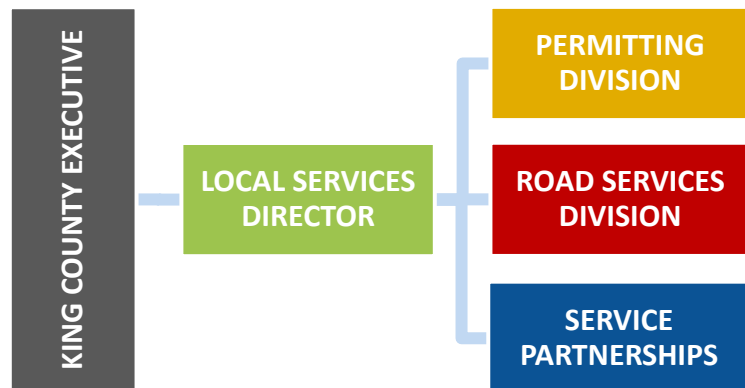 KING COUNTY EXECUTIVE
LOCAL SERVICES
DIRECTOR
PERMITTING
DIVISION
ROAD SERVICES
DIVISION
SERVICE
PARTNERSHIPS